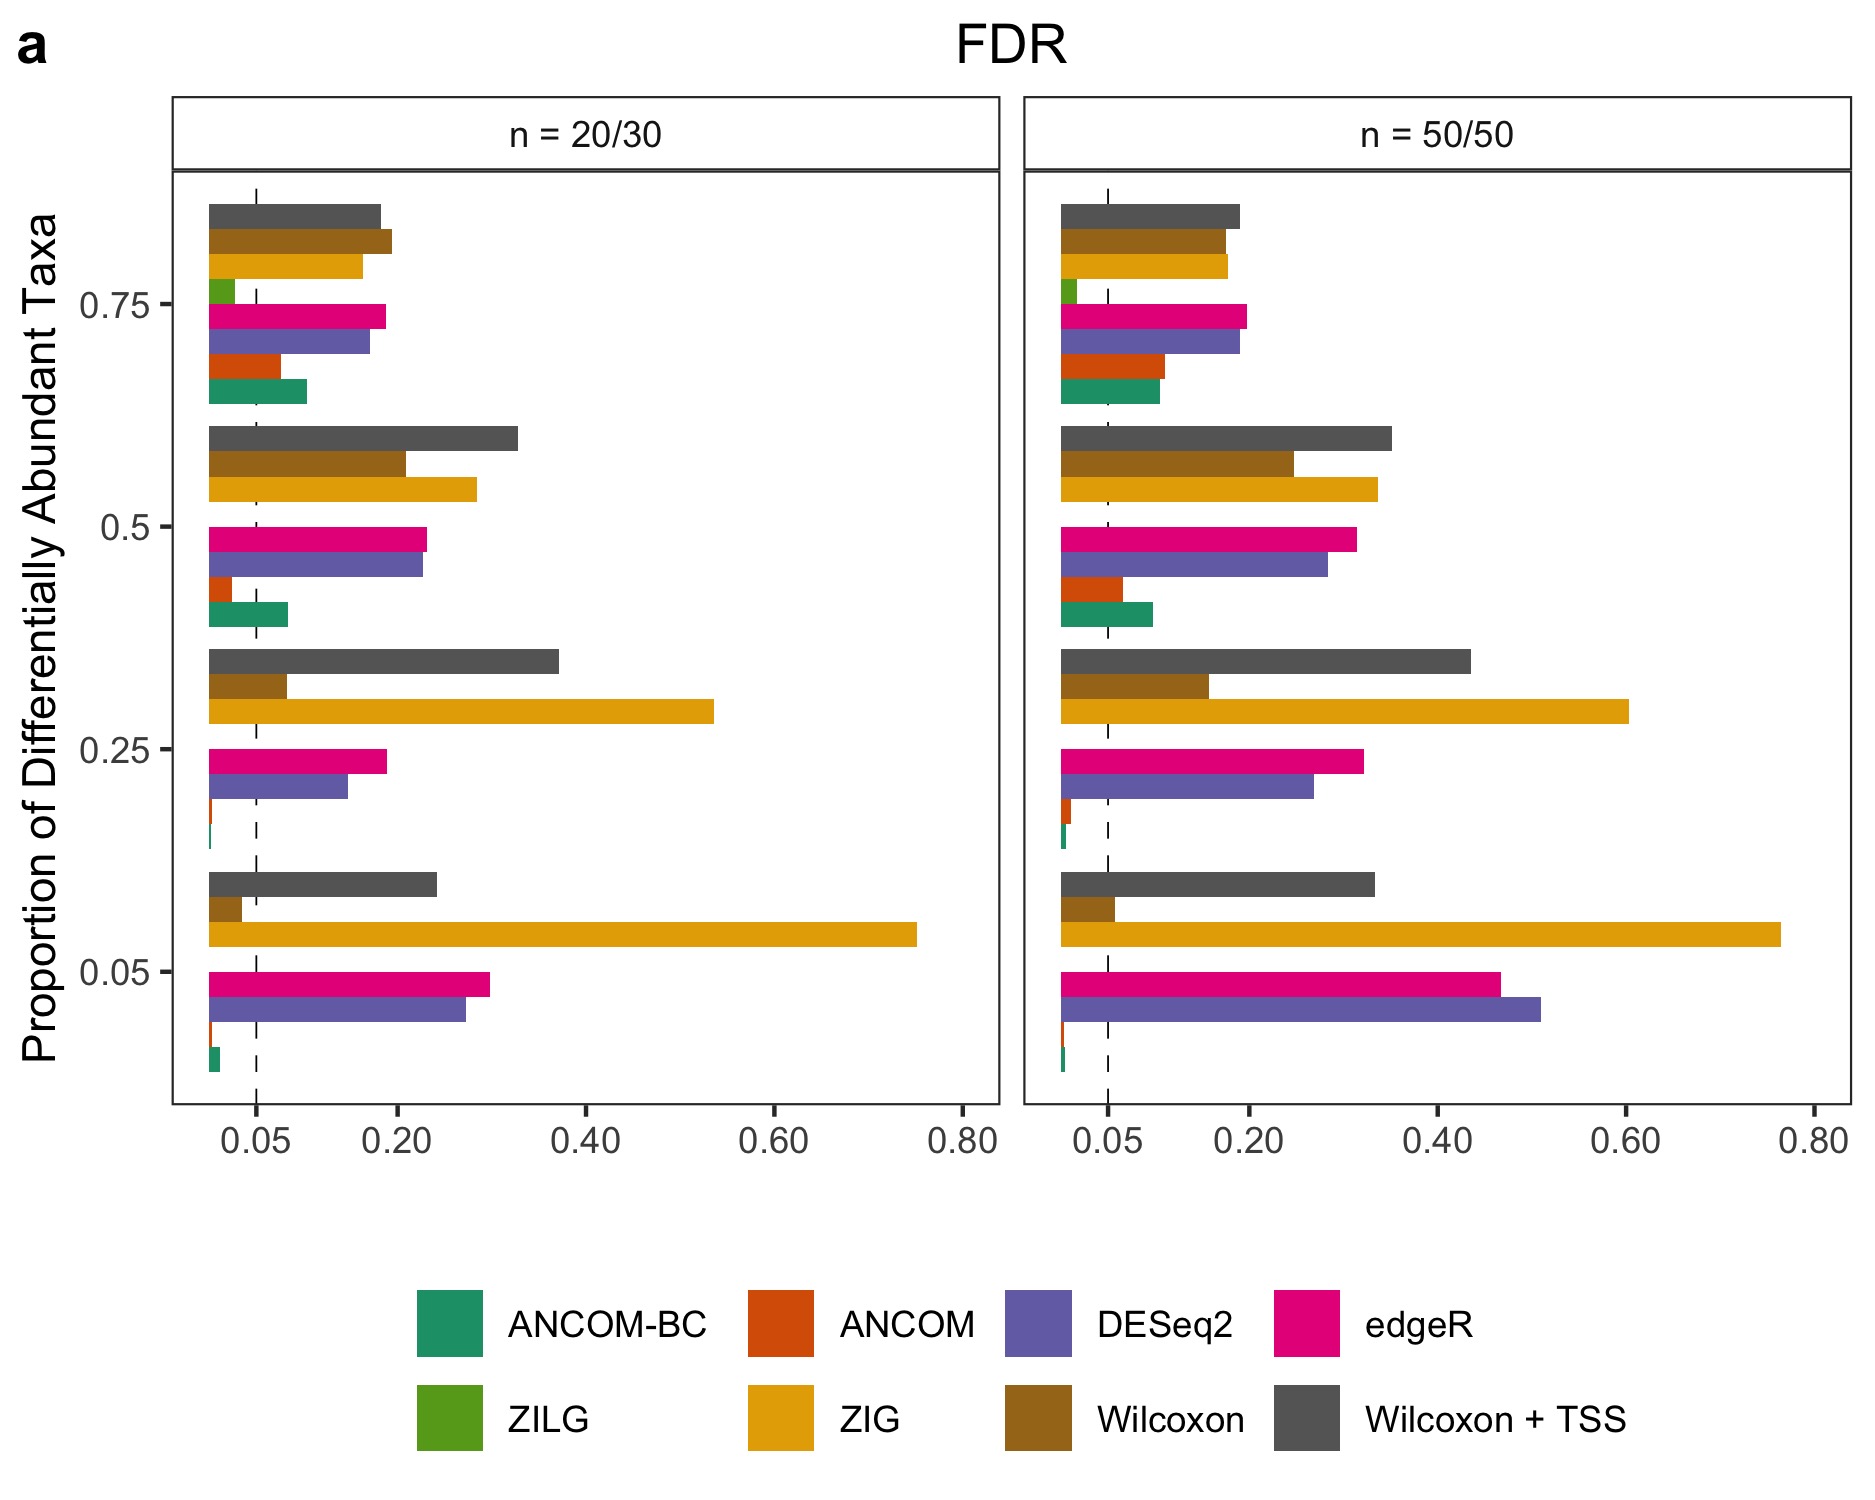 a
FDR
n = 20/30
n = 50/50
Proportion of Differentially Abundant Taxa
0.75
0.5
0.25
0.05
0.05 0.20 0.40 0.60 0.80
0.05 0.20 0.40 0.60 0.80
ANCOM-BC ANCOM DESeq2 edgeR
ZILG ZIG Wilcoxon Wilcoxon + TSS